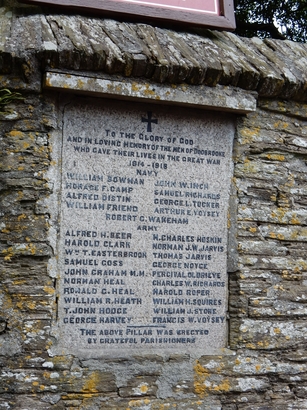 TO THE GLORY OF GOD
AND IN LOVING MEMORY OF THE MEN OF
WHO GAVE THEIR LIVES IN THE GREAT WAR
1914-1918
NAVY
WILLIAM BOWMAN JOHN W. INCH
HORACE F. CAMP SAMUEL RICHARDS
ALFRED DISTIN GEORGE L. TUCKER
WILLIAM FRIEND ARTHUR E. VOYSEY
ROBERT G. WAKEHAM
ARMY
ALFRED H. BEER N. CHARLES HOSKIN
HAROLD CLARK NORMAN J.W. JARVIS
WM T. EASTERBROOK THOMAS JARVIS
SAMUEL GOSS GEORGE NOYCE
JOHN GRAHAM M.M. PERCIVAL OLDREIVE
NORMAN HEAL CHARLES W. RICHARDS
RONALD C. HEAL HAROLD ROPER
WILLIAM R. HEATH WILLIAM H. SQUIRES
T. JOHN HODGE WILLIAM J. STONE
GEORGE HARVEY FRANCIS W. VOYSEY
THE ABOVE PILLAR WAS ERECTED
BY GRATEFUL PARISHIONERS